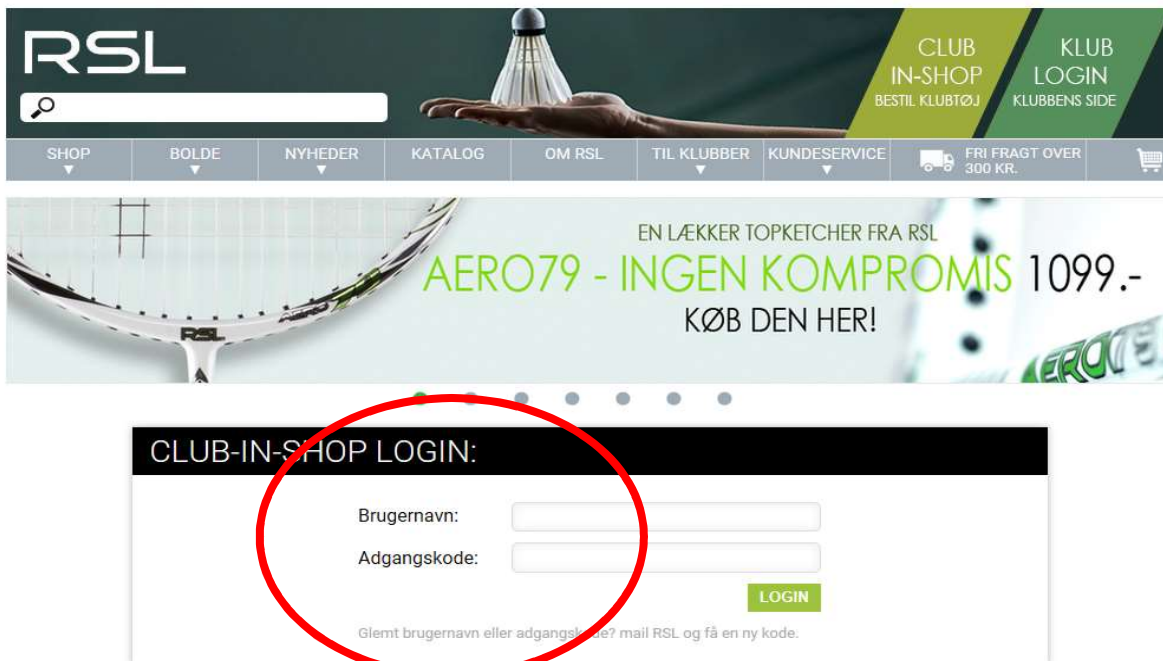 RSL
CLUB
IN-SHOP
BESTIL KLUBTØJ
KLUB
LOGIN
KLUBBENS SIDE
SHOP
BOLDE
NYHEDER
KATALOG
OM RSL
TIL KLUBBER
KUNDESERVICE
FRI FRAGT OVER
300 KR.
EN LÆKKER TOPKETCHER FRA RSL
AERO79 - INGEN KOMPROMIS 1099.-
KØB DEN HER!
RSL
CLUB-IN-SHOP LOGIN:
Brugernavn:
Adgangskode:
LOGIN
Glemt brugernavn eller adgangskode? mail RSL og få en ny kode.